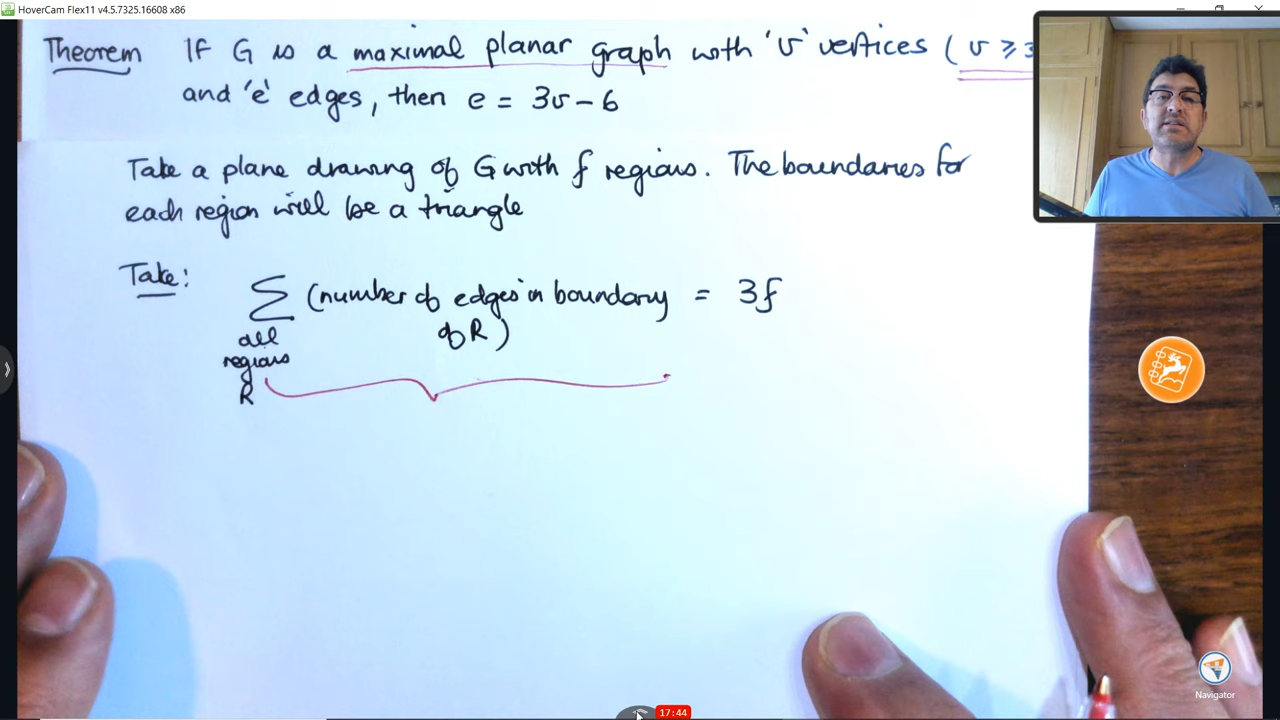 HoverCam Flex11 v4.5.7325.16608 x86
Theorem If G is a maximal planar graph with 'v' vertices (v ≥ 3
and 'e' edges, then e = 3v - 6
Take a plane drawing of G with f regions. The boundaries for
each region will be a triangle
Take:
∑ (number of edges in boundary = 3f
of R)
all
regions
R
Navigator
17:44